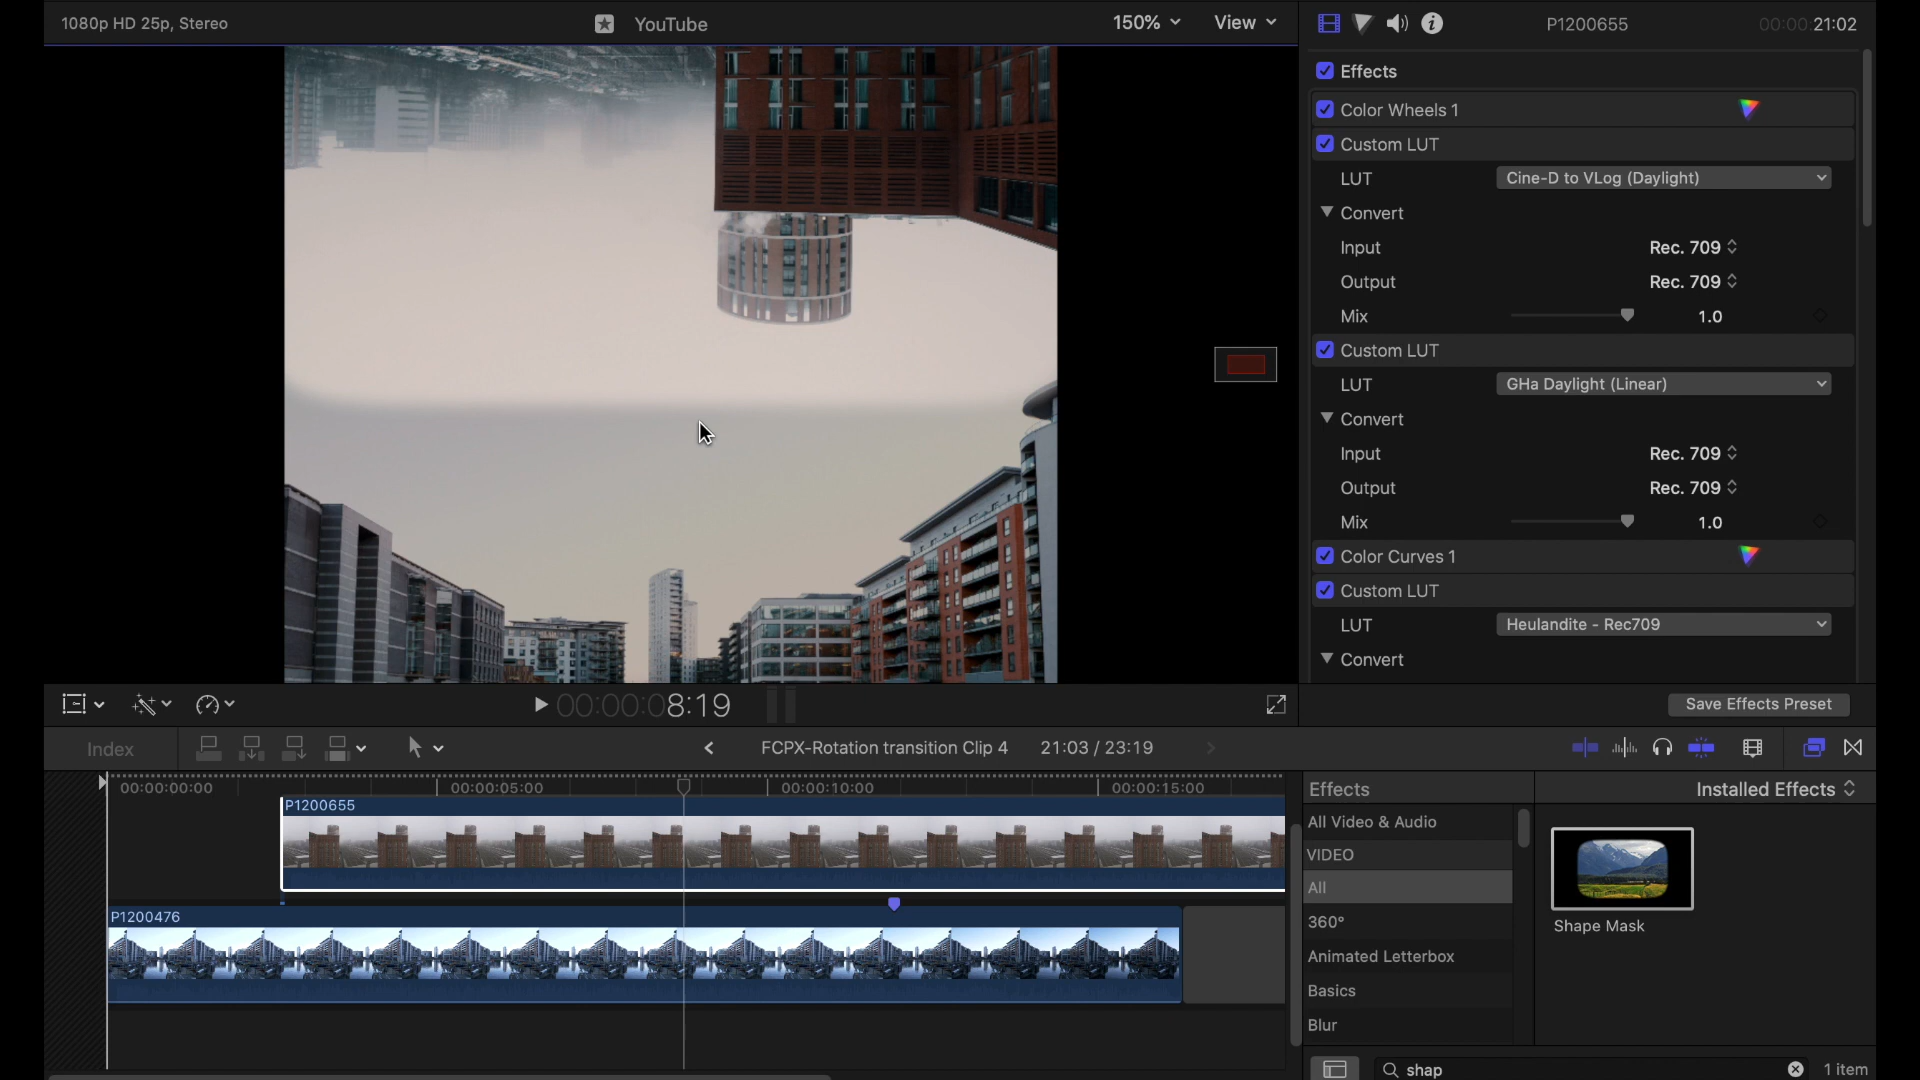 1080p HD 25p, Stereo
YouTube
150%
View
P1200655
00:00:21:02
Effects
Color Wheels 1
Custom LUT
LUT
Cine-D to VLog (Daylight)
Convert
Input
Rec. 709
Output
Rec. 709
Mix
1.0
Custom LUT
LUT
GHa Daylight (Linear)
Convert
Input
Rec. 709
Output
Rec. 709
Mix
1.0
Color Curves 1
Custom LUT
LUT
Heulandite - Rec709
Convert
00:00:08:19
Save Effects Preset
Index
FCPX-Rotation transition Clip 4
21:03 / 23:19
00:00:00:00
00:00:05:00
00:00:10:00
00:00:15:00
P1200655
P1200476
Effects
Installed Effects
All Video & Audio
VIDEO
All
360°
Animated Letterbox
Basics
Blur
Shape Mask
shap
1 item